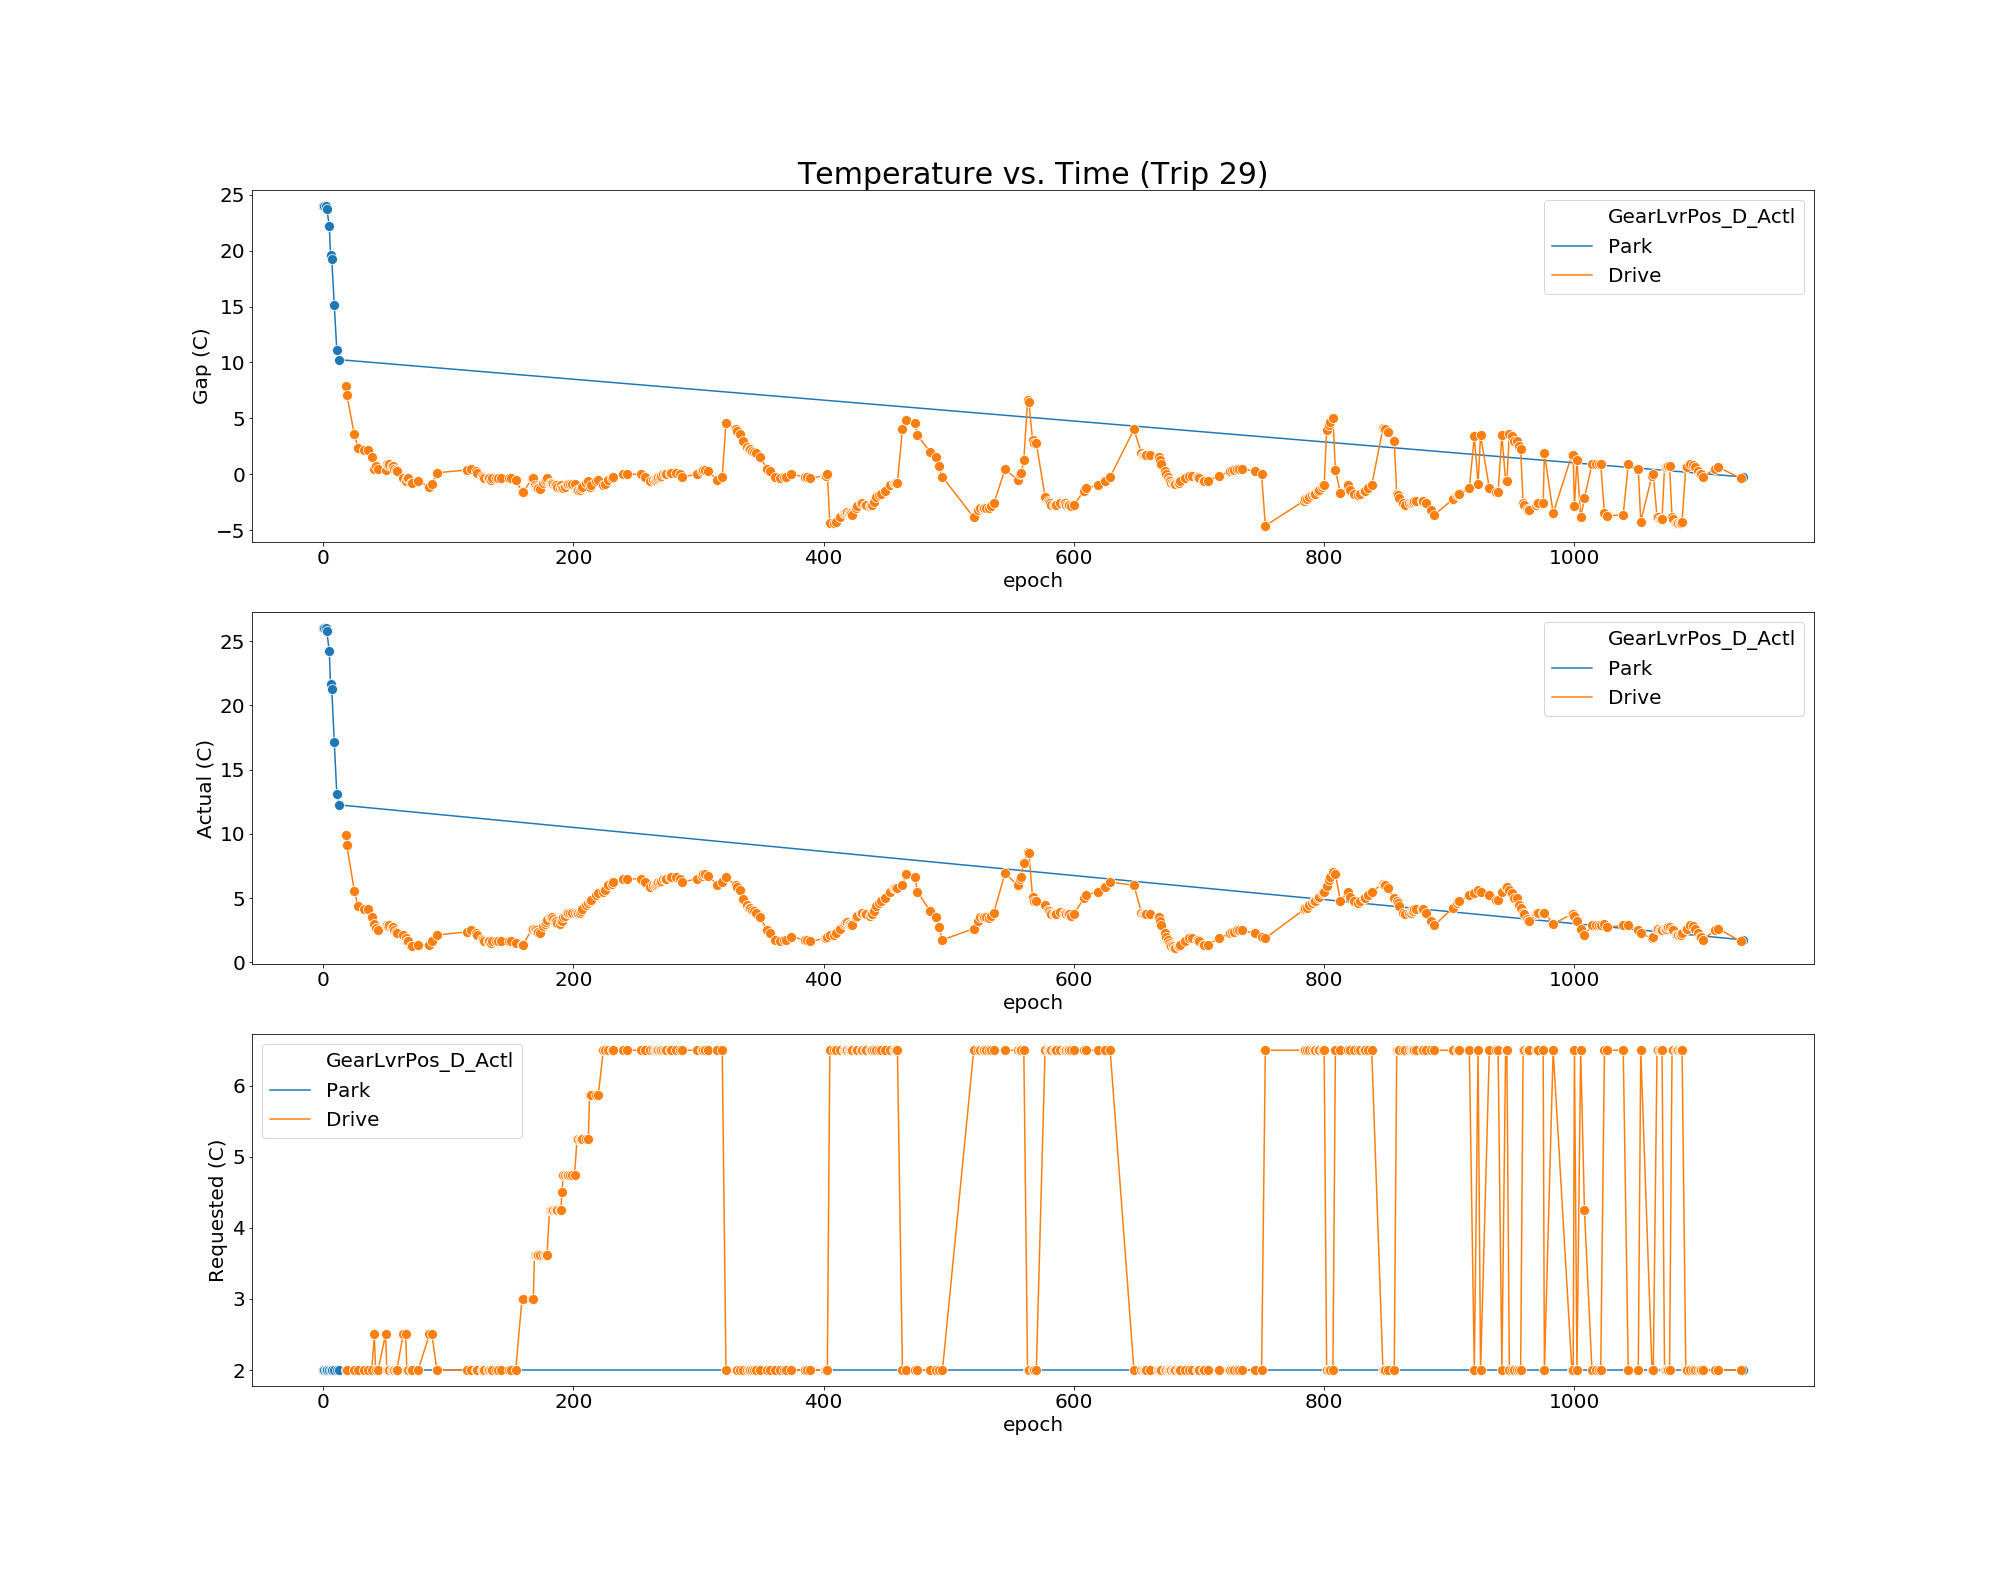 Temperature vs. Time (Trip 29)
25
20
15
10
5
0
−5
Gap (C)
GearLvrPos_D_Actl
Park
Drive
0 200 400 600 800 1000
epoch
25
20
15
10
5
0
Actual (C)
GearLvrPos_D_Actl
Park
Drive
0 200 400 600 800 1000
epoch
6
5
4
3
2
Requested (C)
GearLvrPos_D_Actl
Park
Drive
0 200 400 600 800 1000
epoch